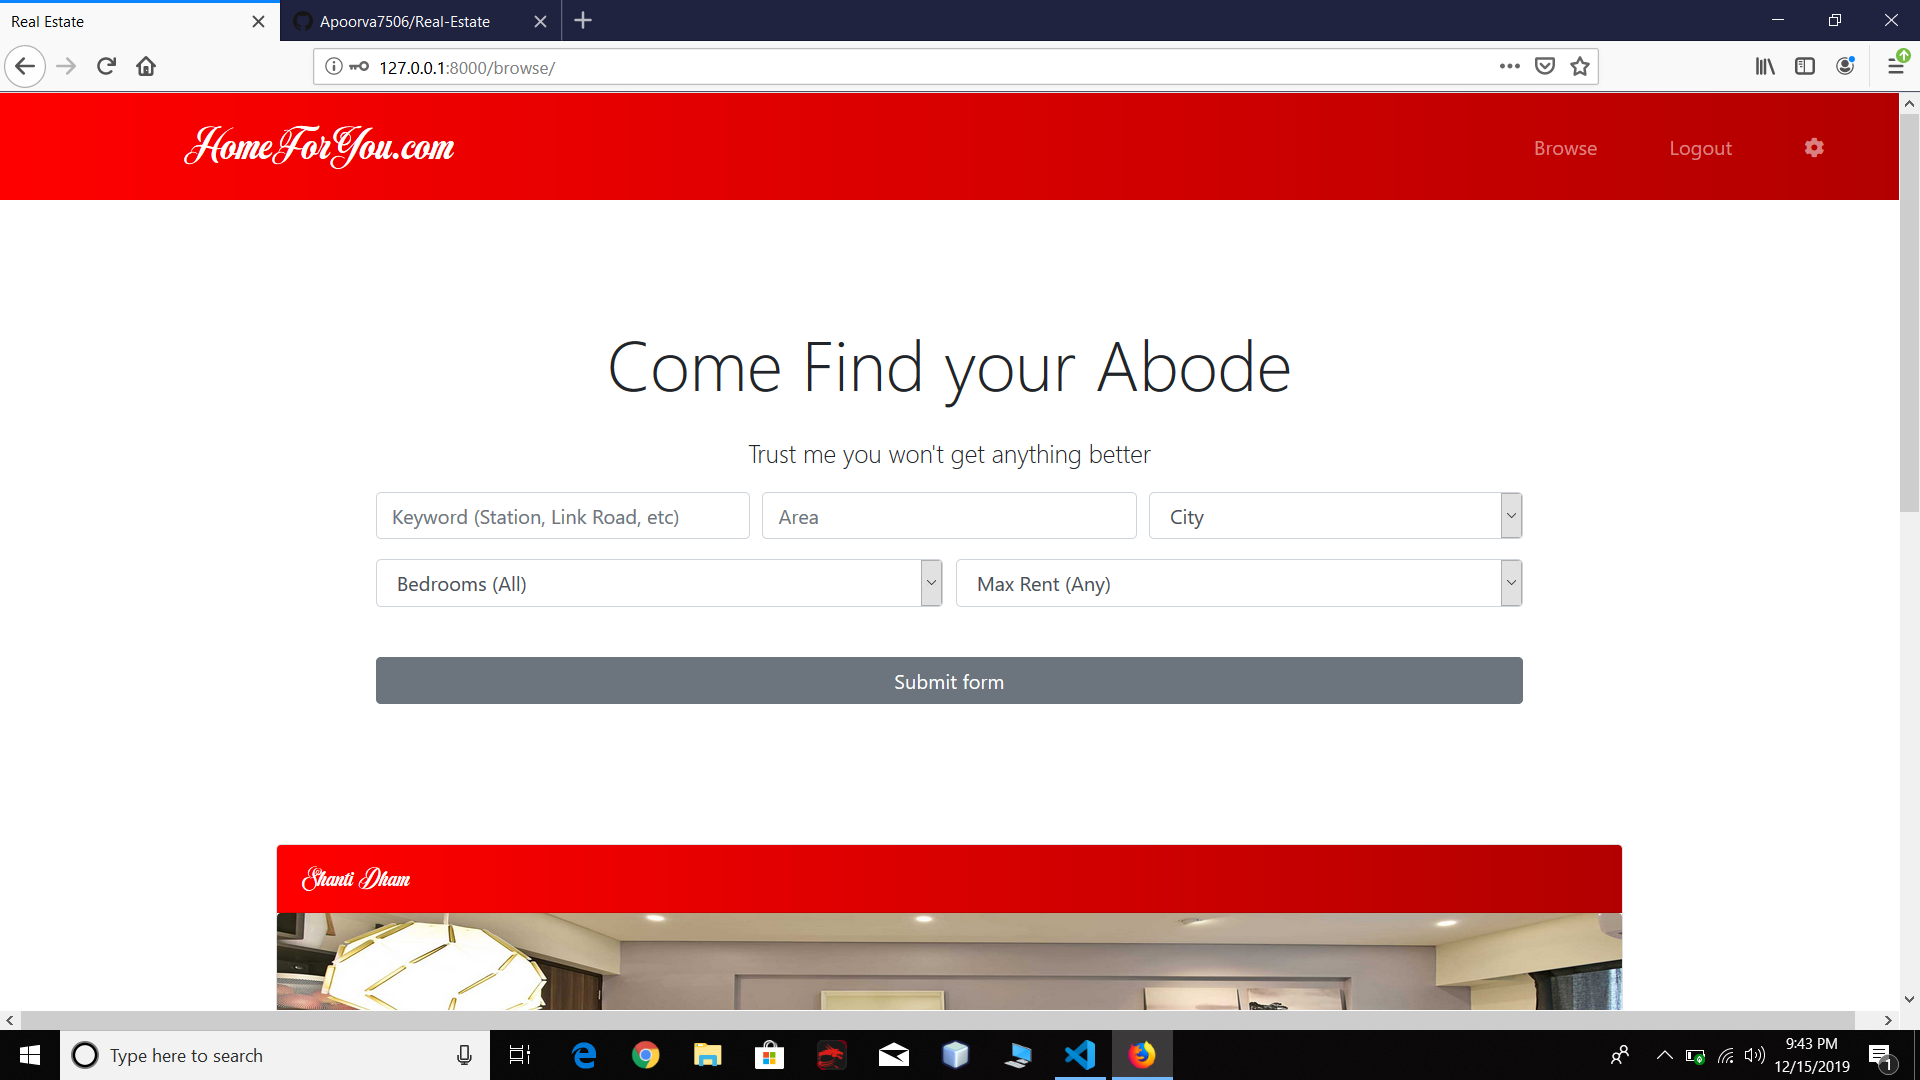 Real Estate
Apoorva7506/Real-Estate
127.0.0.1:8000/browse/
HomeForYou.com
Browse
Logout
Come Find your Abode
Trust me you won't get anything better
Keyword (Station, Link Road, etc)
Area
City
Bedrooms (All)
Max Rent (Any)
Submit form
Shanti Dham
Type here to search
9:43 PM
12/15/2019
1